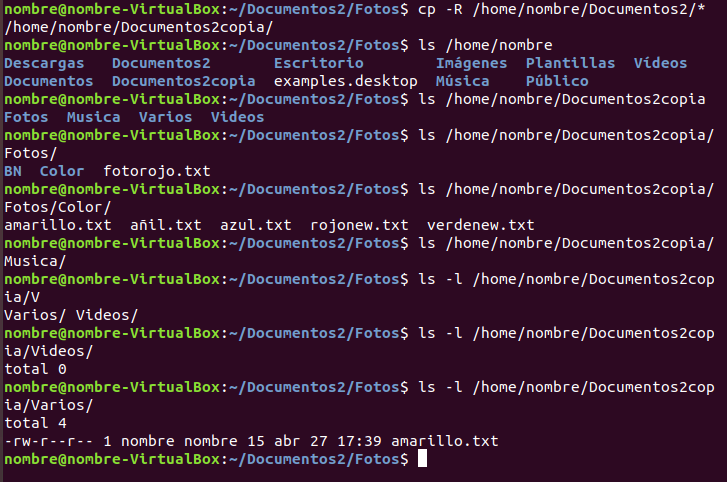 nombre@nombre-VirtualBox:~/Documentos2/Fotos$ cp -R /home/nombre/Documentos2/*
/home/nombre/Documentos2copia/
nombre@nombre-VirtualBox:~/Documentos2/Fotos$ ls /home/nombre
Descargas   Documentos2       Escritorio        Imágenes  Plantillas  Vídeos
Documentos  Documentos2copia  examples.desktop  Música    Público
nombre@nombre-VirtualBox:~/Documentos2/Fotos$ ls /home/nombre/Documentos2copia
Fotos  Musica  Varios  Videos
nombre@nombre-VirtualBox:~/Documentos2/Fotos$ ls /home/nombre/Documentos2copia/
Fotos/
BN  Color  fotorojo.txt
nombre@nombre-VirtualBox:~/Documentos2/Fotos$ ls /home/nombre/Documentos2copia/
Fotos/Color/
amarillo.txt  añil.txt  azul.txt  rojonew.txt  verdenew.txt
nombre@nombre-VirtualBox:~/Documentos2/Fotos$ ls /home/nombre/Documentos2copia/
Musica/
nombre@nombre-VirtualBox:~/Documentos2/Fotos$ ls -l /home/nombre/Documentos2cop
ia/V
Varios/ Videos/
nombre@nombre-VirtualBox:~/Documentos2/Fotos$ ls -l /home/nombre/Documentos2cop
ia/Videos/
total 0
nombre@nombre-VirtualBox:~/Documentos2/Fotos$ ls -l /home/nombre/Documentos2cop
ia/Varios/
total 4
-rw-r--r-- 1 nombre nombre 15 abr 27 17:39 amarillo.txt
nombre@nombre-VirtualBox:~/Documentos2/Fotos$